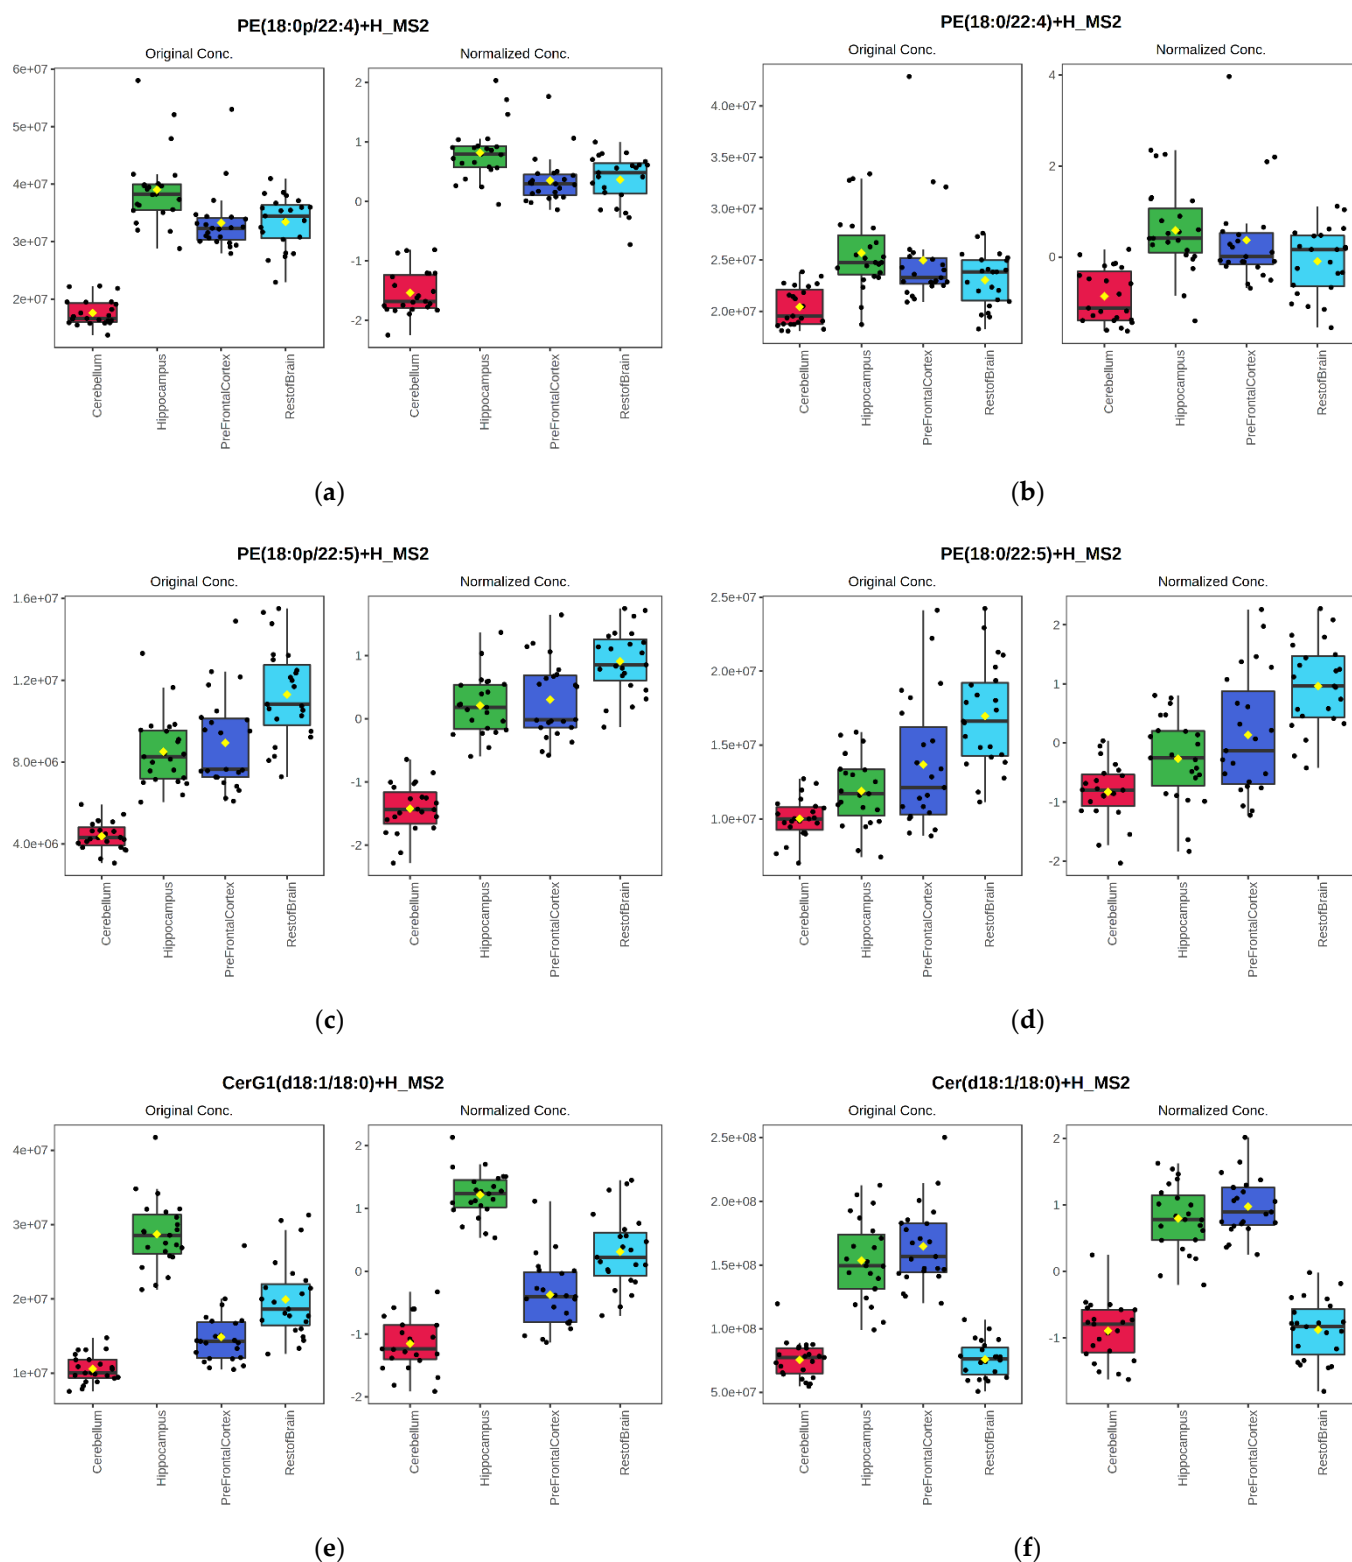 PE(18:0p/22:4)+H_MS2
Original Conc.
Normalized Conc.
6e+07
5e+07
4e+07
3e+07
2e+07
2
1
0
-1
-2
Cerebellum
Hippocampus
PreFrontalCortex
RestofBrain
Cerebellum
Hippocampus
PreFrontalCortex
RestofBrain
(a)
PE(18:0/22:4)+H_MS2
Original Conc.
Normalized Conc.
4.0e+07
3.5e+07
3.0e+07
2.5e+07
2.0e+07
4
2
0
Cerebellum
Hippocampus
PreFrontalCortex
RestofBrain
Cerebellum
Hippocampus
PreFrontalCortex
RestofBrain
(b)
PE(18:0p/22:5)+H_MS2
Original Conc.
Normalized Conc.
1.6e+07
1.2e+07
8.0e+06
4.0e+06
1
0
-1
-2
Cerebellum
Hippocampus
PreFrontalCortex
RestofBrain
Cerebellum
Hippocampus
PreFrontalCortex
RestofBrain
(c)
PE(18:0/22:5)+H_MS2
Original Conc.
Normalized Conc.
2.5e+07
2.0e+07
1.5e+07
1.0e+07
2
1
0
-1
-2
Cerebellum
Hippocampus
PreFrontalCortex
RestofBrain
Cerebellum
Hippocampus
PreFrontalCortex
RestofBrain
(d)
CerG1(d18:1/18:0)+H_MS2
Original Conc.
Normalized Conc.
4e+07
3e+07
2e+07
1e+07
2
1
0
-1
-2
Cerebellum
Hippocampus
PreFrontalCortex
RestofBrain
Cerebellum
Hippocampus
PreFrontalCortex
RestofBrain
(e)
Cer(d18:1/18:0)+H_MS2
Original Conc.
Normalized Conc.
2.5e+08
2.0e+08
1.5e+08
1.0e+08
5.0e+07
2
1
0
-1
Cerebellum
Hippocampus
PreFrontalCortex
RestofBrain
Cerebellum
Hippocampus
PreFrontalCortex
RestofBrain
(f)